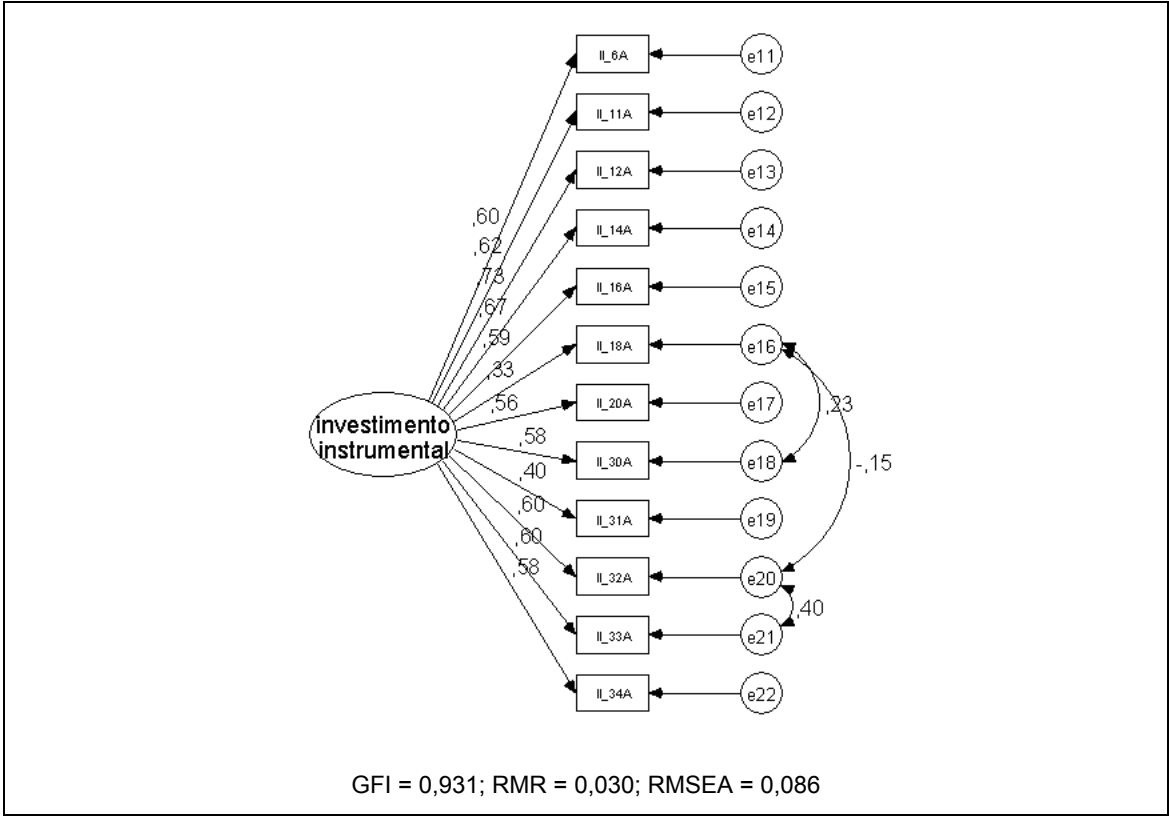 II_6A
e11
II_11A
e12
II_12A
e13
,60
II_14A
e14
,62
,73
II_16A
e15
,67
,59
II_18A
e16
,33
,56
II_20A
e17
,23
investimento
instrumental
,58
II_30A
e18
-,15
,40
,60
II_31A
e19
,60
,58
II_32A
e20
,40
II_33A
e21
II_34A
e22
GFI = 0,931; RMR = 0,030; RMSEA = 0,086